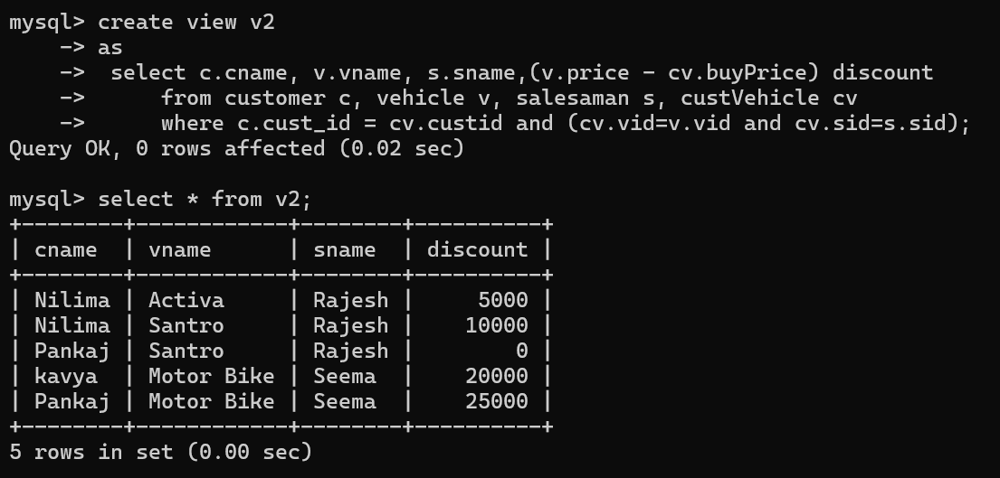 mysql> create view v2
    -> as
    ->  select c.cname, v.vname, s.sname,(v.price - cv.buyPrice) discount
    ->      from customer c, vehicle v, salesaman s, custVehicle cv
    ->      where c.cust_id = cv.custid and (cv.vid=v.vid and cv.sid=s.sid);
Query OK, 0 rows affected (0.02 sec)

mysql> select * from v2;
+--------+------------+--------+----------+
| cname  | vname      | sname  | discount |
+--------+------------+--------+----------+
| Nilima | Activa     | Rajesh |     5000 |
| Nilima | Santro     | Rajesh |    10000 |
| Pankaj | Santro     | Rajesh |        0 |
| kavya  | Motor Bike | Seema  |    20000 |
| Pankaj | Motor Bike | Seema  |    25000 |
+--------+------------+--------+----------+
5 rows in set (0.00 sec)